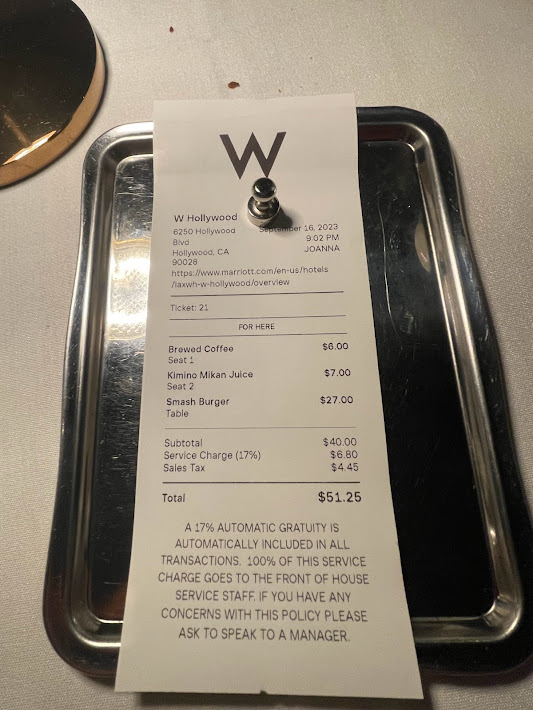 W
W Hollywood
6250 Hollywood September 16, 2023
Blvd 9:02 PM
Hollywood, CA JOANNA
90028
https://www.marriott.com/en-us/hotels
/laxwh-w-hollywood/overview
Ticket: 21
FOR HERE
Brewed Coffee $6.00
Seat 1
Kimino Mikan Juice $7.00
Seat 2
Smash Burger $27.00
Table
Subtotal $40.00
Service Charge (17%) $6.80
Sales Tax $4.45
Total $51.25
A 17% AUTOMATIC GRATUITY IS
AUTOMATICALLY INCLUDED IN ALL
TRANSACTIONS. 100% OF THIS SERVICE
CHARGE GOES TO THE FRONT OF HOUSE
SERVICE STAFF. IF YOU HAVE ANY
CONCERNS WITH THIS POLICY PLEASE
ASK TO SPEAK TO A MANAGER.